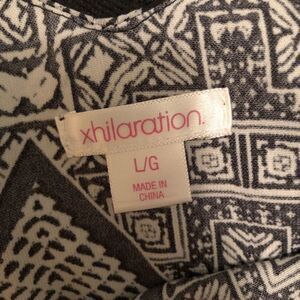 xhilaration.
L/G
MADE IN
CHINA